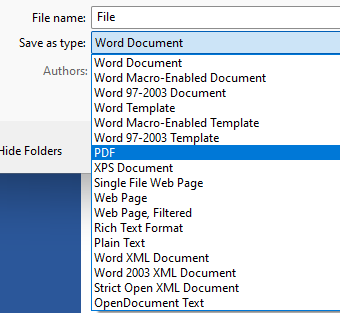 File name: File
Save as type: Word Document
Authors: Word Document
Word Macro-Enabled Document
Word 97-2003 Document
Word Template
Word Macro-Enabled Template
Word 97-2003 Template
PDF
Hide Folders
XPS Document
Single File Web Page
Web Page
Web Page, Filtered
Rich Text Format
Plain Text
Word XML Document
Word 2003 XML Document
Strict Open XML Document
OpenDocument Text